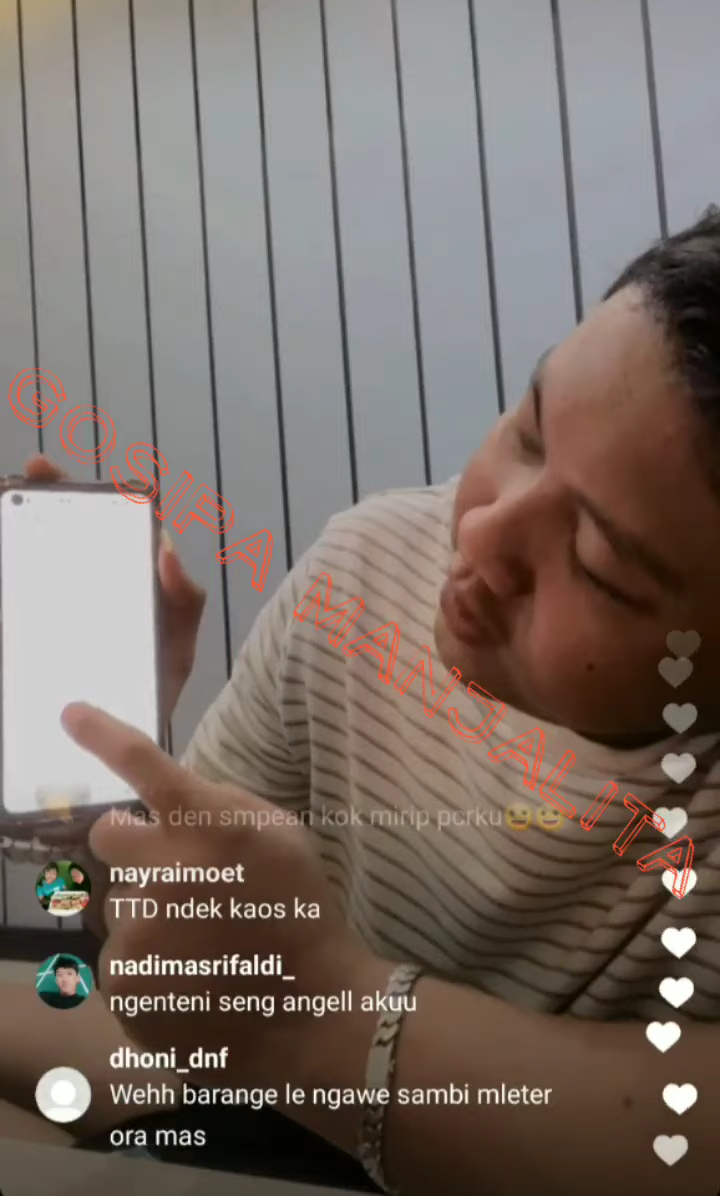 GOSIPA MANJALITA
Mas den smpean kok mirip pcrku😄😄
nayraimoet
TTD ndek kaos ka
nadimasrifaldi_
ngenteni seng angell akuu
dhoni_dnf
Wehh barange le ngawe sambi mleter
ora mas